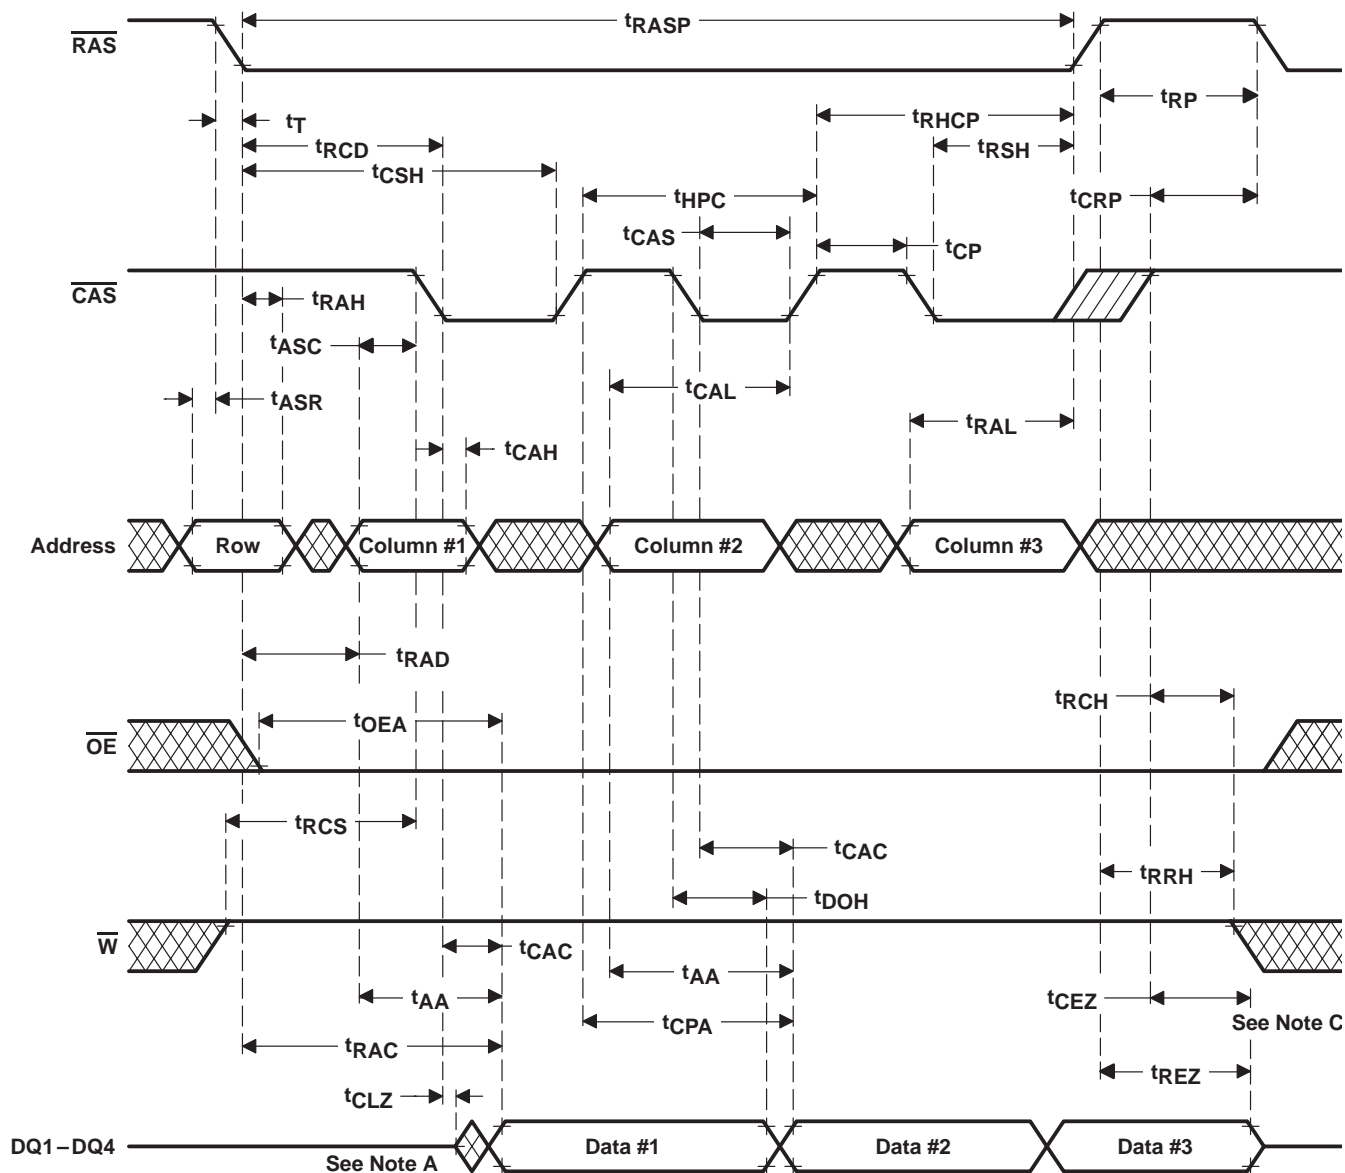 tRASP
RAS
tRP
tRHCP
tT
tRCD
tRSH
tCSH
tHPC
tCRP
tCAS
tCP
CAS
tRAH
tASC
tCAL
tASR
tRAL
tCAH
Address
Row
Column #1
Column #2
Column #3
tRAD
tRCH
tOEA
OE
tRCS
tCAC
tRRH
tDOH
W
tCAC
tAA
tAA
tCEZ
tCPA
See Note C
tRAC
tREZ
tCLZ
DQ1–DQ4
Data #1
Data #2
Data #3
See Note A